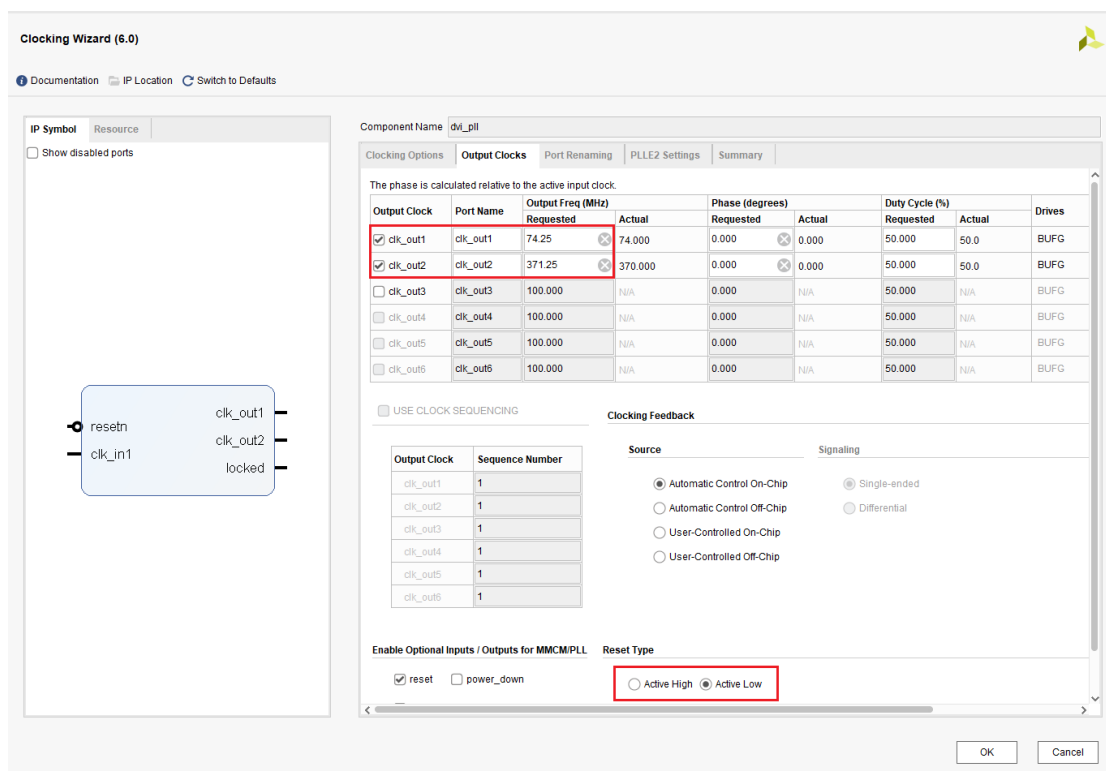 Clocking Wizard (6.0)
Documentation IP Location Switch to Defaults
IP Symbol Resource
Show disabled ports
resetn
clk_in1
clk_out1
clk_out2
locked
Component Name dvi_pll
Clocking Options Output Clocks Port Renaming PLLE2 Settings Summary
The phase is calculated relative to the active input clock.
Output Clock Port Name Output Freq (MHz) Phase (degrees) Duty Cycle (%) Drives
Requested Actual Requested Actual Requested Actual
clk_out1 clk_out1 74.25 74.000 0.000 0.000 50.000 50.0 BUFG
clk_out2 clk_out2 371.25 370.000 0.000 0.000 50.000 50.0 BUFG
clk_out3 clk_out3 100.000 N/A 0.000 N/A 50.000 N/A BUFG
clk_out4 clk_out4 100.000 N/A 0.000 N/A 50.000 N/A BUFG
clk_out5 clk_out5 100.000 N/A 0.000 N/A 50.000 N/A BUFG
clk_out6 clk_out6 100.000 N/A 0.000 N/A 50.000 N/A BUFG
USE CLOCK SEQUENCING
Output Clock Sequence Number
clk_out1 1
clk_out2 1
clk_out3 1
clk_out4 1
clk_out5 1
clk_out6 1
Clocking Feedback
Source Signaling
Automatic Control On-Chip Single-ended
Automatic Control Off-Chip Differential
User-Controlled On-Chip
User-Controlled Off-Chip
Enable Optional Inputs / Outputs for MMCM/PLL Reset Type
reset power_down Active High Active Low
OK Cancel